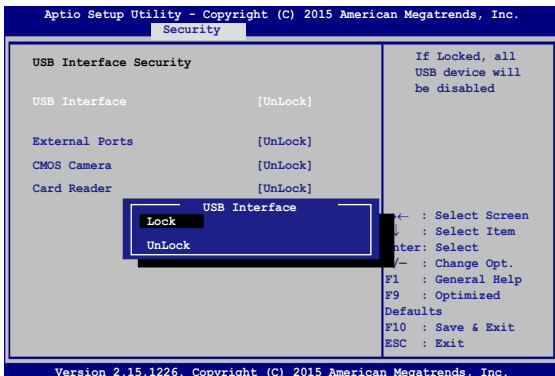 Aptio Setup Utility - Copyright (C) 2015 American Megatrends, Inc.
Security
USB Interface Security
USB Interface [UnLock]
External Ports [UnLock]
CMOS Camera [UnLock]
Card Reader [UnLock]
USB Interface
Lock
UnLock
If Locked, all
USB device will
be disabled
→← : Select Screen
↓ : Select Item
nter: Select
/— : Change Opt.
F1 : General Help
F9 : Optimized
Defaults
F10 : Save & Exit
ESC : Exit
Version 2.15.1226. Copyright (C) 2015 American Megatrends, Inc.